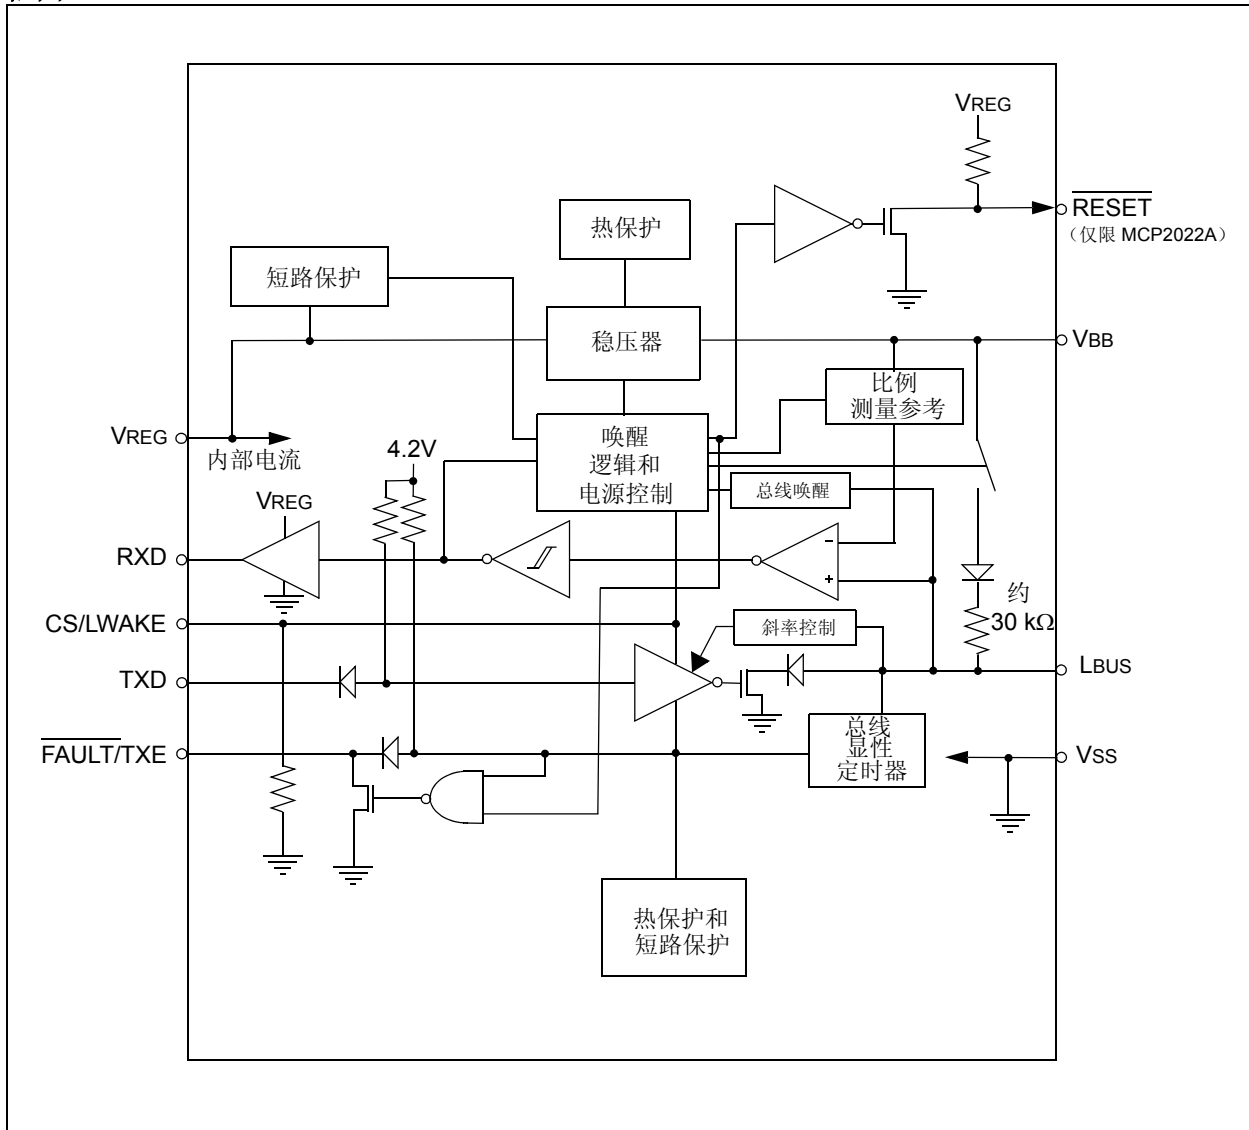 VREG
RESET
（仅限 MCP2022A）
热保护
短路保护
稳压器
VBB
比例
测量参考
VREG
内部电流
4.2V
唤醒
逻辑和
电源控制
总线唤醒
VREG
RXD
−
+
约
30 kΩ
CS/LWAKE
斜率控制
TXD
LBUS
FAULT/TXE
总线
显性
定时器
VSS
热保护和
短路保护